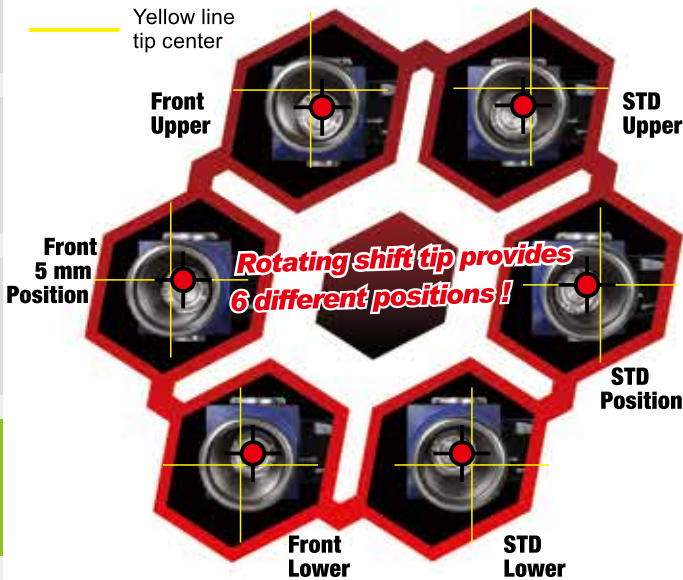 Yellow line
tip center
Front
Upper
STD
Upper
Front
5 mm
Position
Rotating shift tip provides
6 different positions !
STD
Position
Front
Lower
STD
Lower